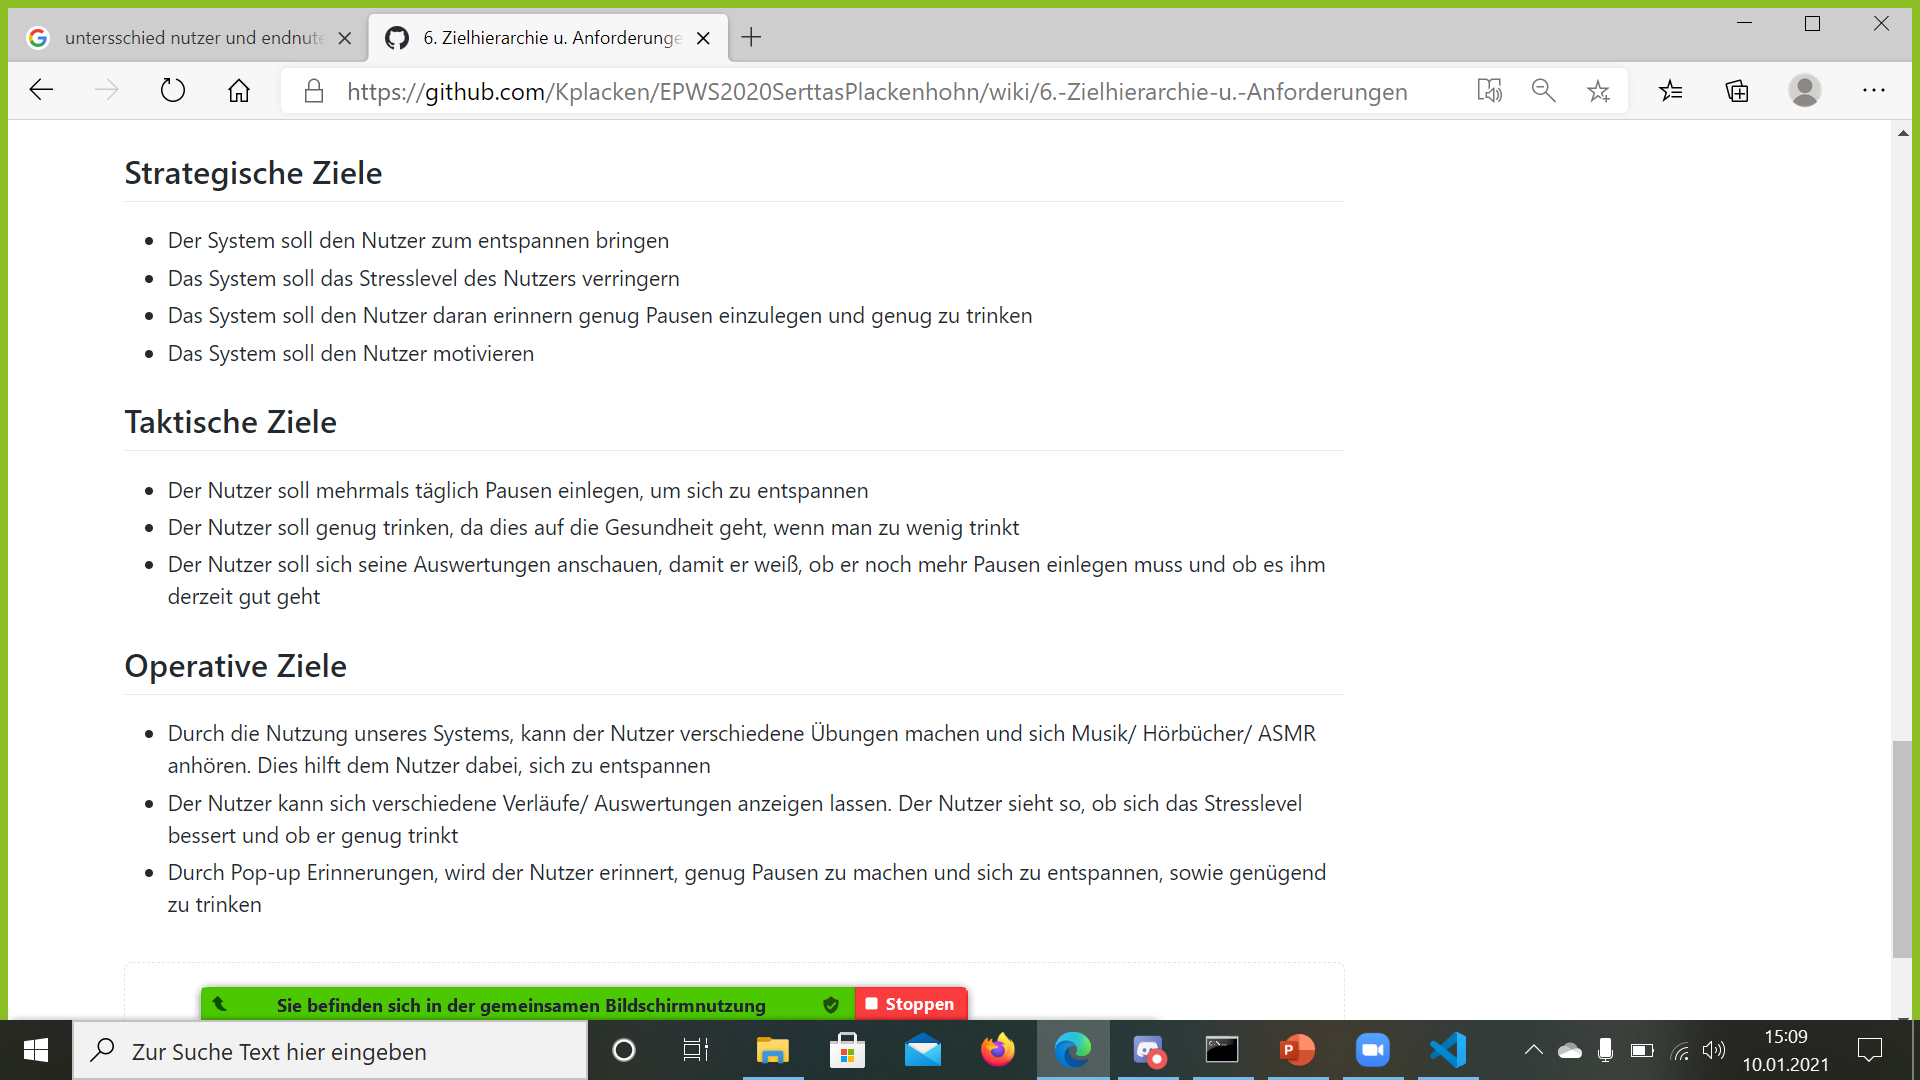 untersschied nutzer und endnute
6. Zielhierarchie u. Anforderunge
https://github.com/Kplacken/EPWS2020SerttasPlackenhohn/wiki/6.-Zielhierarchie-u.-Anforderungen
Strategische Ziele
Der System soll den Nutzer zum entspannen bringen
Das System soll das Stresslevel des Nutzers verringern
Das System soll den Nutzer daran erinnern genug Pausen einzulegen und genug zu trinken
Das System soll den Nutzer motivieren
Taktische Ziele
Der Nutzer soll mehrmals täglich Pausen einlegen, um sich zu entspannen
Der Nutzer soll genug trinken, da dies auf die Gesundheit geht, wenn man zu wenig trinkt
Der Nutzer soll sich seine Auswertungen anschauen, damit er weiß, ob er noch mehr Pausen einlegen muss und ob es ihm
derzeit gut geht
Operative Ziele
Durch die Nutzung unseres Systems, kann der Nutzer verschiedene Übungen machen und sich Musik/ Hörbücher/ ASMR
anhören. Dies hilft dem Nutzer dabei, sich zu entspannen
Der Nutzer kann sich verschiedene Verläufe/ Auswertungen anzeigen lassen. Der Nutzer sieht so, ob sich das Stresslevel
bessert und ob er genug trinkt
Durch Pop-up Erinnerungen, wird der Nutzer erinnert, genug Pausen zu machen und sich zu entspannen, sowie genügend
zu trinken
Sie befinden sich in der gemeinsamen Bildschirmnutzung
Stoppen
Zur Suche Text hier eingeben
15:09
10.01.2021